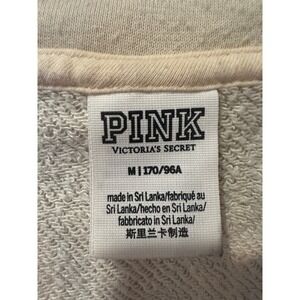 PINK
VICTORIA'S SECRET
M | 170/96A
made in Sri Lanka/fabriqué au
Sri Lanka/hecho en Sri Lanka/
fabbricato in Sri Lanka/
斯里兰卡制造